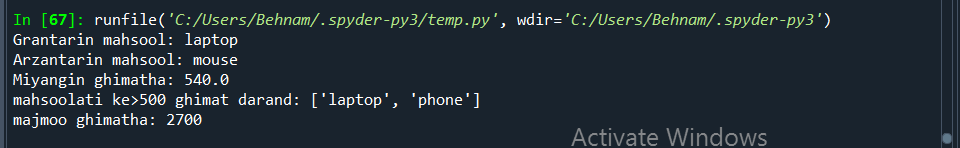 In [67]: runfile('C:/Users/Behnam/.spyder-py3/temp.py', wdir='C:/Users/Behnam/.spyder-py3')
Grantarin mahsool: laptop
Arzantarin mahsool: mouse
Miyangin ghimatha: 540.0
mahsoolati ke>500 ghimat darand: ['laptop', 'phone']
majmoo ghimatha: 2700
Activate Windows